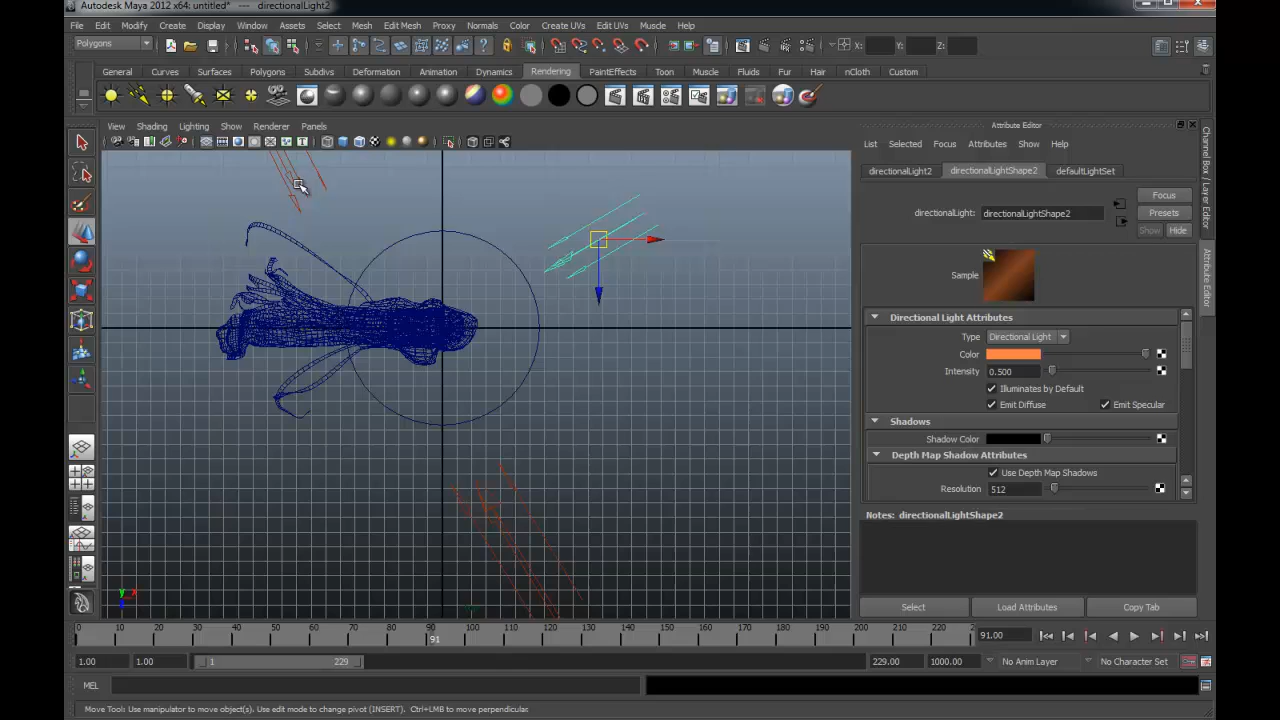 Autodesk Maya 2012 x64: untitled* --- directionalLight2
File Edit Modify Create Display Window Assets Select Mesh Edit Mesh Proxy Normals Color Create UVs Edit UVs Muscle Help
Polygons X: Y: Z:
General Curves Surfaces Polygons Subdivs Deformation Animation Dynamics Rendering PaintEffects Toon Muscle Fluids Fur Hair nCloth Custom
View Shading Lighting Show Renderer Panels
Attribute Editor
List Selected Focus Attributes Show Help
directionalLight2 directionalLightShape2 defaultLightSet
Focus
directionalLight: directionalLightShape2 Presets
Show Hide
Sample
Directional Light Attributes
Type Directional Light
Color
Intensity 0.500
Illuminates by Default
Emit Diffuse Emit Specular
Shadows
Shadow Color
Depth Map Shadow Attributes
Use Depth Map Shadows
Resolution 512
Notes: directionalLightShape2
Select Load Attributes Copy Tab
Channel Box / Layer Editor
Attribute Editor
y x
0 10 20 30 40 50 60 70 80 90 100 110 120 130 140 150 160 170 180 190 200 210 220
91 91.00
1.00 1.00 1 229 229.00 1000.00 No Anim Layer No Character Set
MEL
Move Tool: Use manipulator to move object(s). Use edit mode to change pivot (INSERT). Ctrl+LMB to move perpendicular.